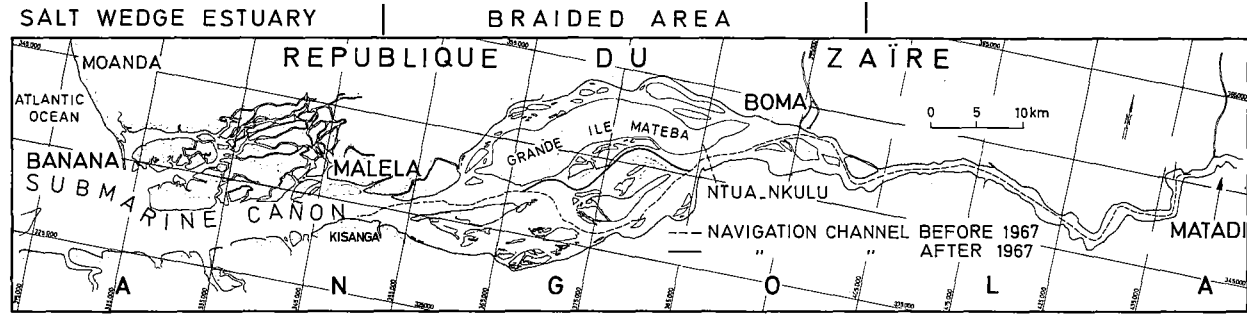 SALT WEDGE ESTUARY
BRAIDED AREA
REPUBLIQUE DU ZAÏRE
MOANDA
ATLANTIC
OCEAN
BOMA
0 5 10km
GRANDE ILE MATEBA
BANANA
MALELA
SUBMARINE CAÑON
NTUA_NKULU
KISANGA
MATADI
--- NAVIGATION CHANNEL BEFORE 1967
— " " AFTER 1967
A N G O L A